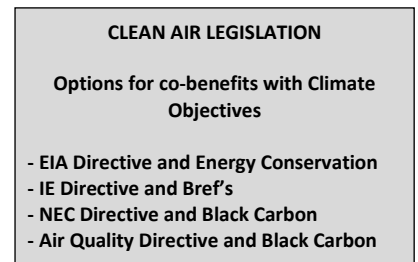 CLEAN AIR LEGISLATION
Options for co-benefits with Climate
Objectives
- EIA Directive and Energy Conservation
- IE Directive and Bref's
- NEC Directive and Black Carbon
- Air Quality Directive and Black Carbon